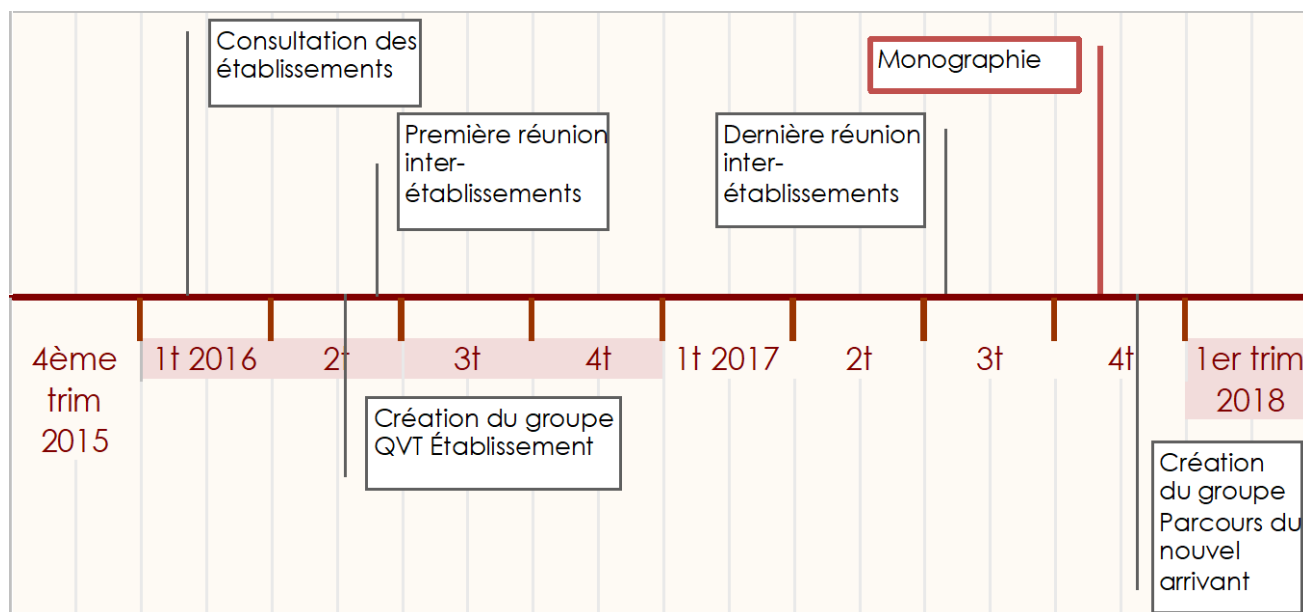 Consultation des
établissements
Monographie
Première réunion
inter-
établissements
Dernière réunion
inter-
établissements
4ème
trim
2015
1t 2016
2t
3t
4t
1t 2017
2t
3t
4t
1er trim
2018
Création du groupe
QVT Établissement
Création
du groupe
Parcours du
nouvel
arrivant